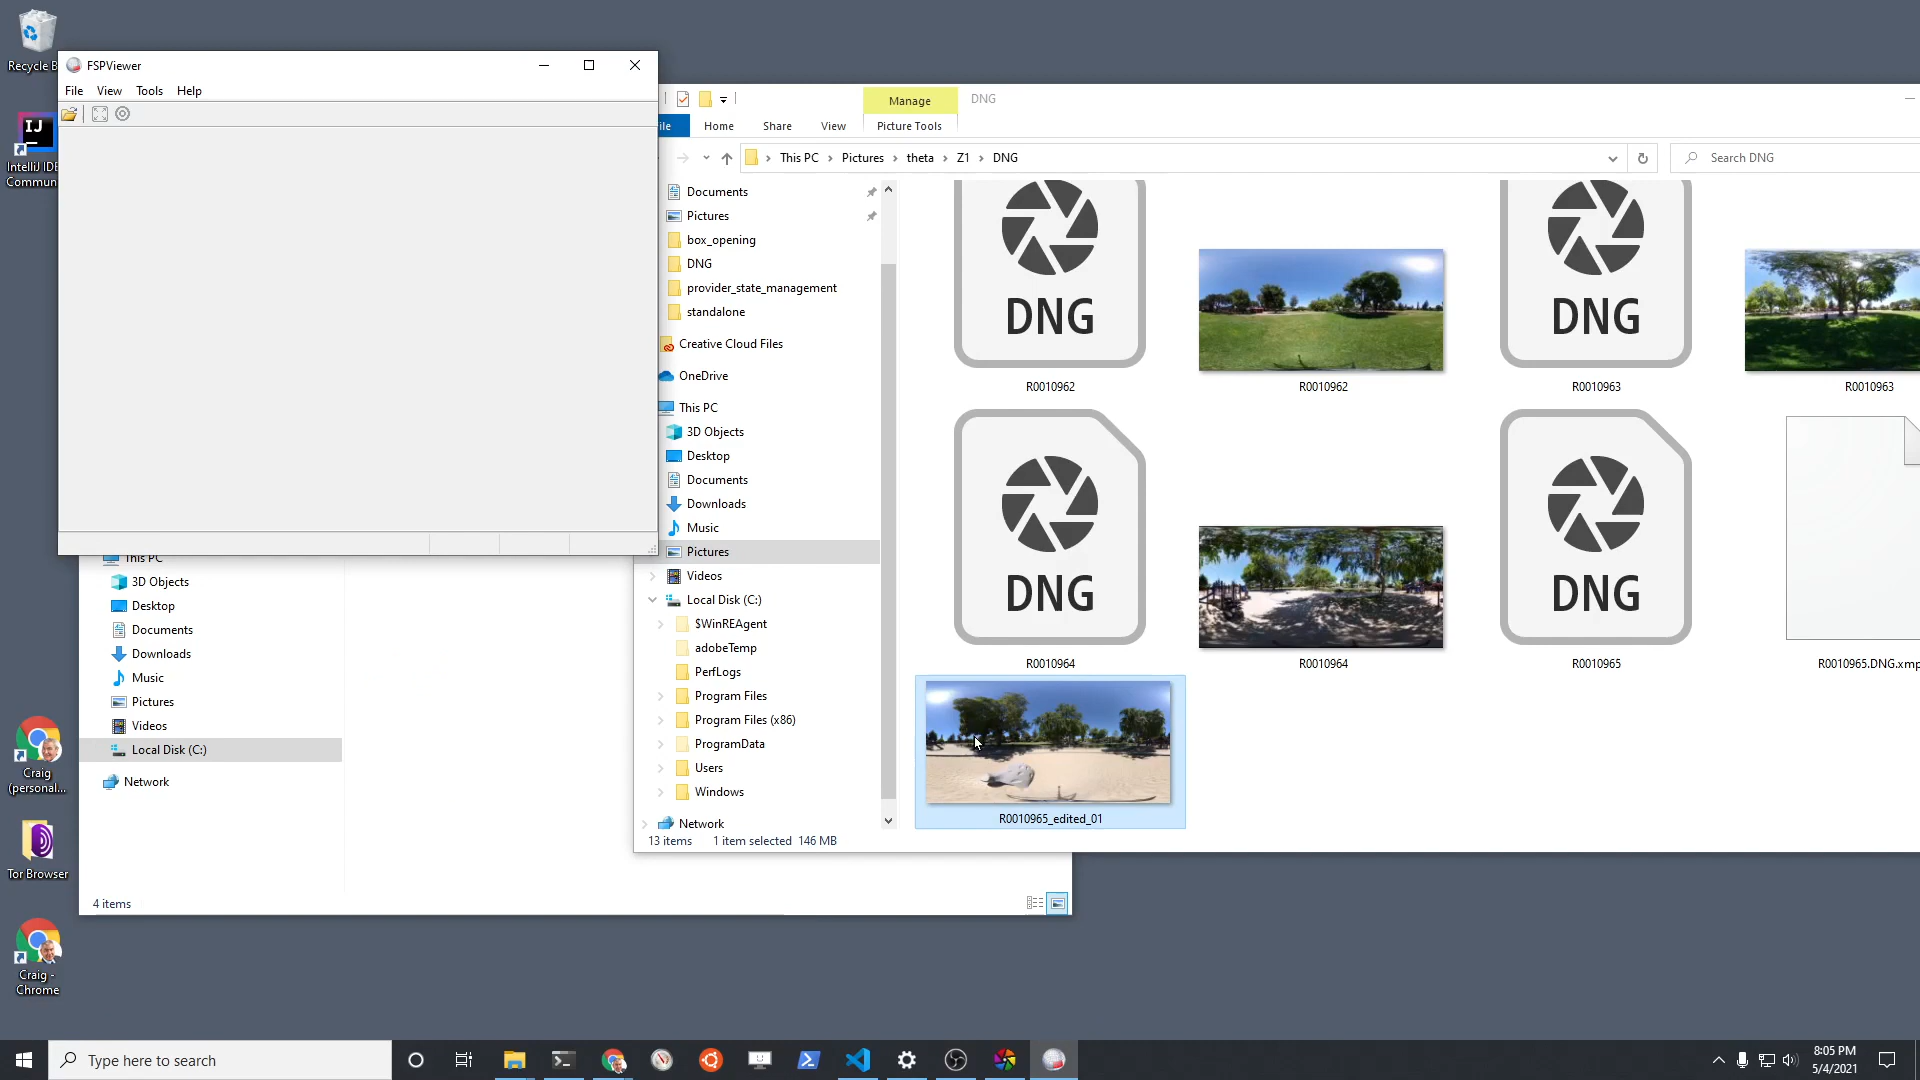 Recycle B
FSPViewer
File View Tools Help
IntelliJ IDE
Commun
Manage
DNG
ile Home Share View Picture Tools
This PC Pictures theta Z1 DNG
Search DNG
Documents
Pictures
box_opening
DNG
provider_state_management
standalone
Creative Cloud Files
OneDrive
This PC
3D Objects
Desktop
Documents
Downloads
Music
Pictures
Videos
Local Disk (C:)
$WinREAgent
adobeTemp
PerfLogs
Program Files
Program Files (x86)
ProgramData
Users
Windows
Network
DNG
R0010962
R0010962
DNG
R0010963
R0010963
DNG
R0010964
R0010964
DNG
R0010965
R0010965.DNG.xmp
R0010965_edited_01
13 items 1 item selected 146 MB
This PC
3D Objects
Desktop
Documents
Downloads
Music
Pictures
Videos
Local Disk (C:)
Network
4 items
Craig
(personal...
Tor Browser
Craig -
Chrome
Type here to search
8:05 PM
5/4/2021